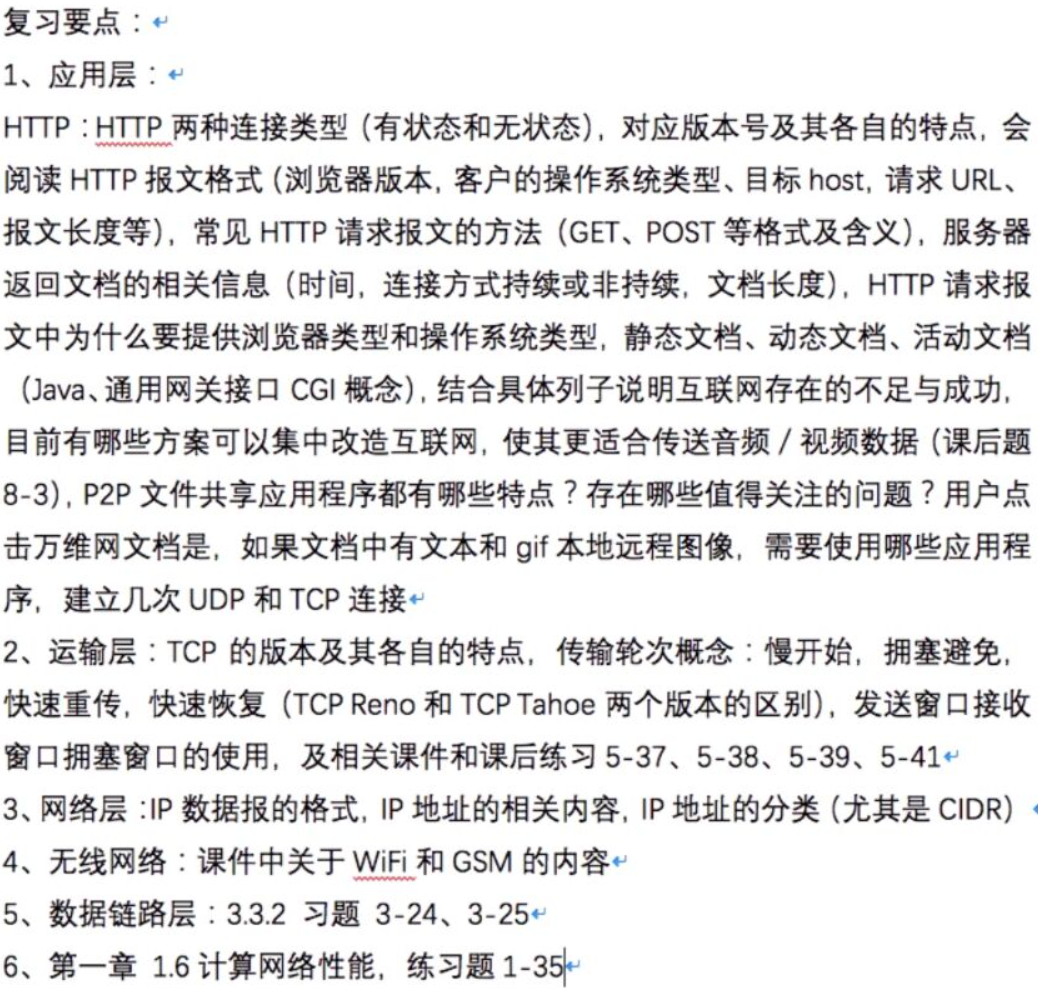 复习要点：
1、应用层：
HTTP：HTTP 两种连接类型（有状态和无状态），对应版本号及其各自的特点，会
阅读 HTTP 报文格式（浏览器版本，客户的操作系统类型、目标 host，请求 URL、
报文长度等），常见 HTTP 请求报文的方法（GET、POST 等格式及含义），服务器
返回文档的相关信息（时间，连接方式持续或非持续，文档长度），HTTP 请求报
文中为什么要提供浏览器类型和操作系统类型，静态文档、动态文档、活动文档
（Java、通用网关接口 CGI 概念），结合具体列子说明互联网存在的不足与成功，
目前有哪些方案可以集中改造互联网，使其更适合传送音频 / 视频数据（课后题
8-3），P2P 文件共享应用程序都有哪些特点？存在哪些值得关注的问题？用户点
击万维网文档是，如果文档中有文本和 gif 本地远程图像，需要使用哪些应用程
序，建立几次 UDP 和 TCP 连接
2、运输层：TCP 的版本及其各自的特点，传输轮次概念：慢开始，拥塞避免，
快速重传，快速恢复（TCP Reno 和 TCP Tahoe 两个版本的区别），发送窗口接收
窗口拥塞窗口的使用，及相关课件和课后练习 5-37、5-38、5-39、5-41
3、网络层：IP 数据报的格式，IP 地址的相关内容，IP 地址的分类（尤其是 CIDR）
4、无线网络：课件中关于 WiFi 和 GSM 的内容
5、数据链路层：3.3.2 习题 3-24、3-25
6、第一章 1.6 计算网络性能，练习题 1-35